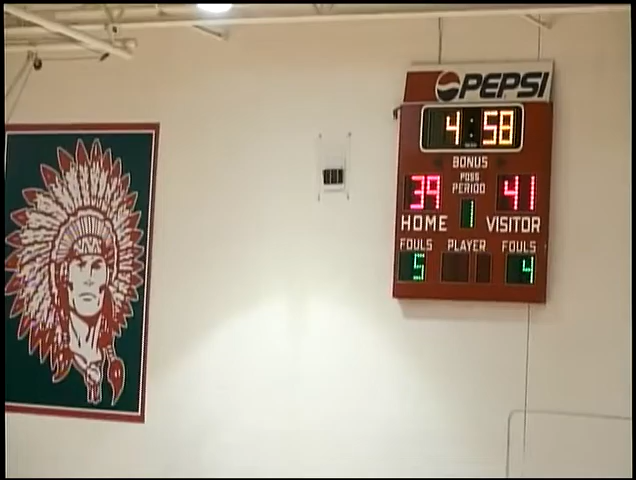 PEPSI
4:58
BONUS
POSS
PERIOD
39 1 41
HOME VISITOR
FOULS PLAYER FOULS
5 4